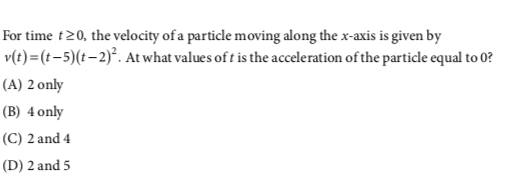 For time t≥0, the velocity of a particle moving along the x-axis is given by
v(t)=(t−5)(t−2)². At what values of t is the acceleration of the particle equal to 0?
(A) 2 only
(B) 4 only
(C) 2 and 4
(D) 2 and 5